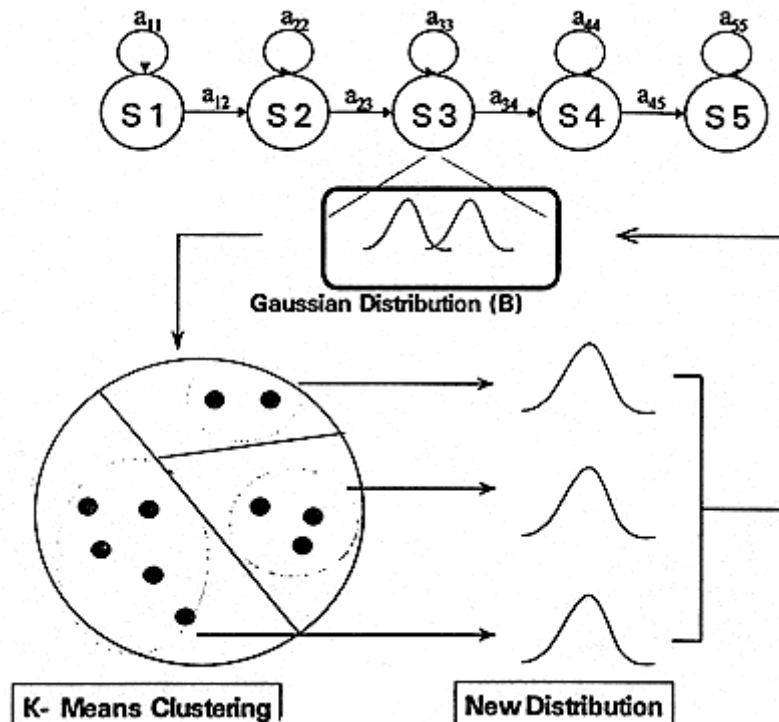 a11 a22 a33 a44 a55
S1 a12 S2 a23 S3 a34 S4 a45 S5
Gaussian Distribution (B)
K- Means Clustering
New Distribution